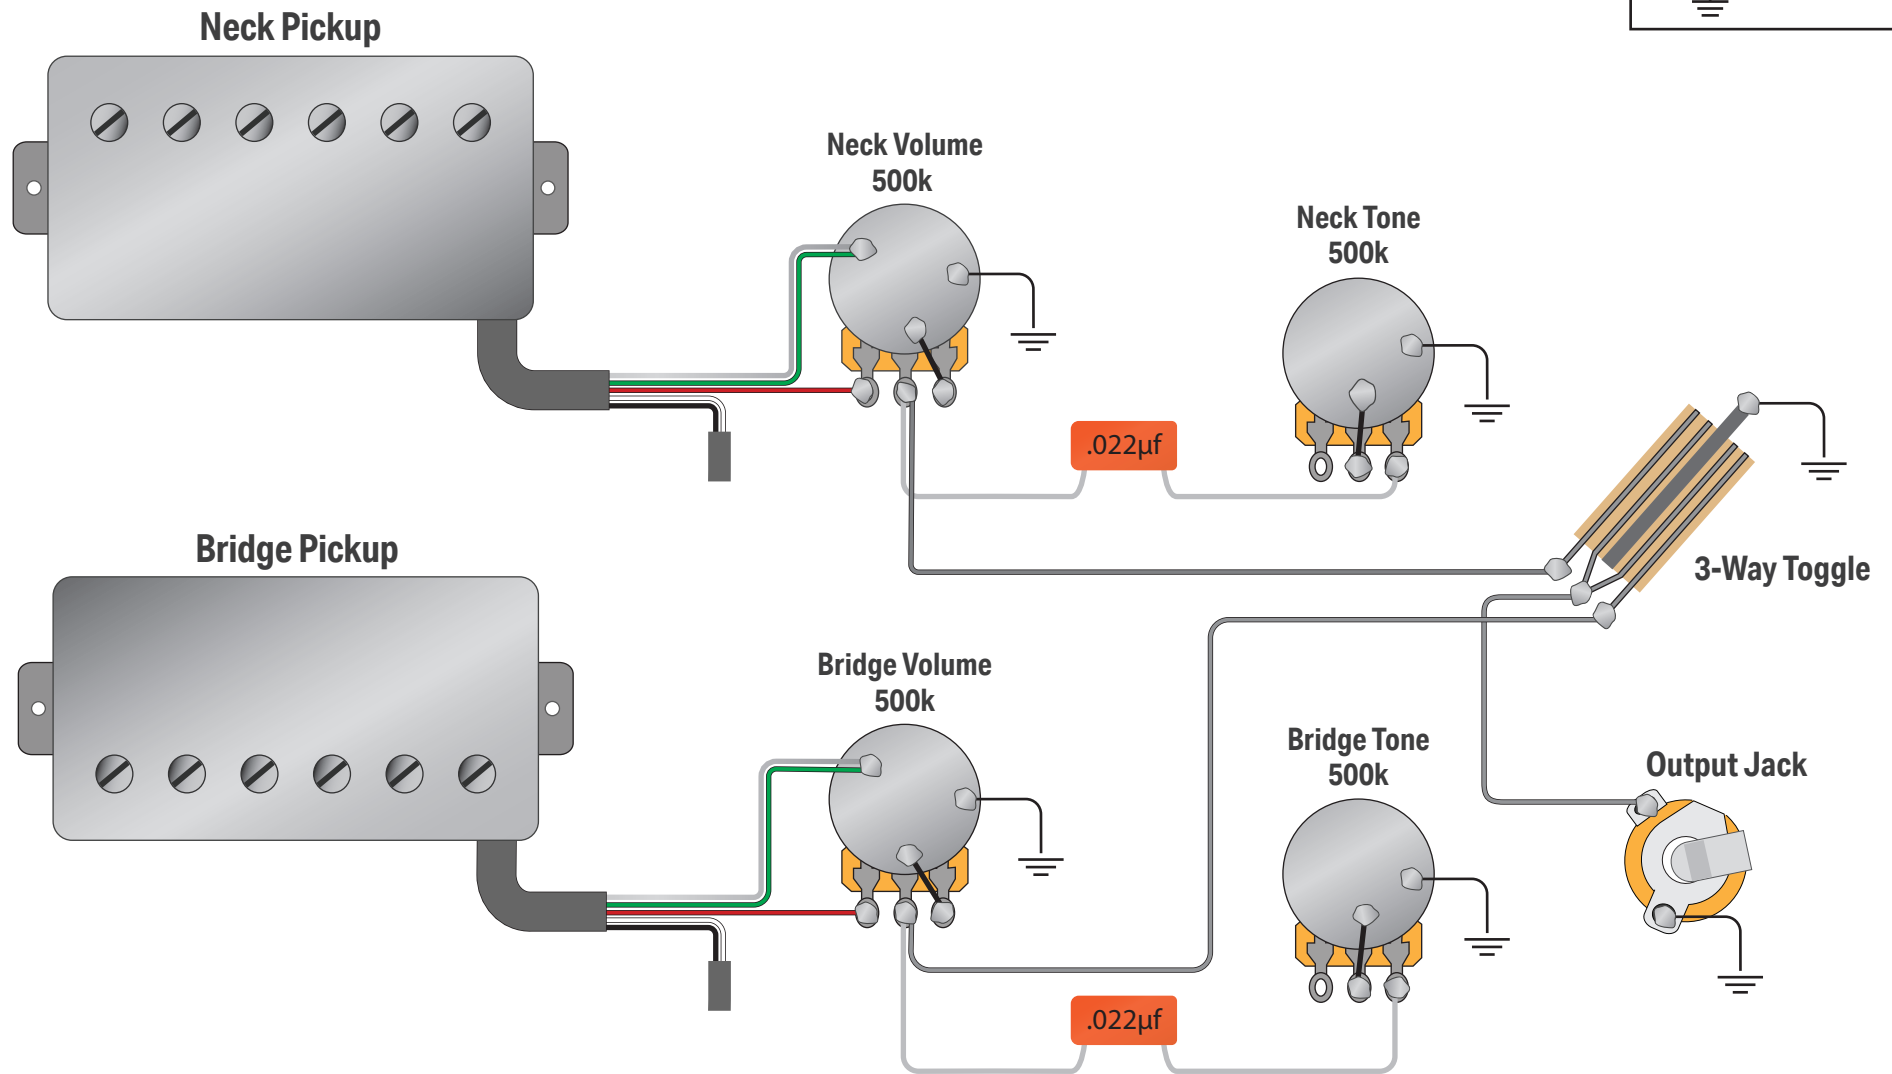 Neck Pickup
Neck Volume
500k
Neck Tone
500k
.022µf
3-Way Toggle
Bridge Pickup
Bridge Volume
500k
Bridge Tone
500k
Output Jack
.022µf